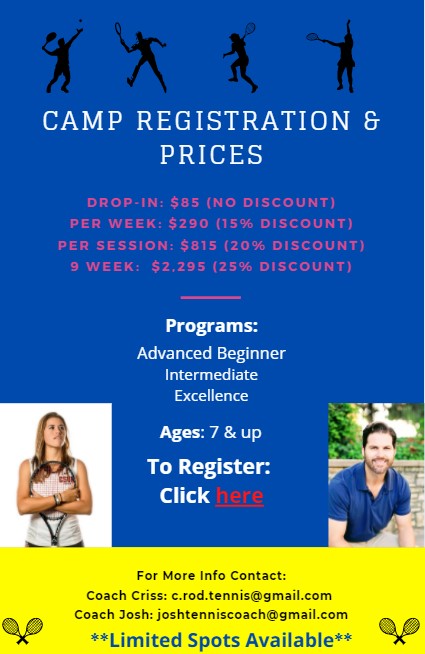 CAMP REGISTRATION &
PRICES
DROP-IN: $85 (NO DISCOUNT)
PER WEEK: $290 (15% DISCOUNT)
PER SESSION: $815 (20% DISCOUNT)
9 WEEK: $2,295 (25% DISCOUNT)
Programs:
Advanced Beginner
Intermediate
Excellence
Ages: 7 & up
To Register:
Click here
For More Info Contact:
Coach Criss: c.rod.tennis@gmail.com
Coach Josh: joshtenniscoach@gmail.com
**Limited Spots Available**